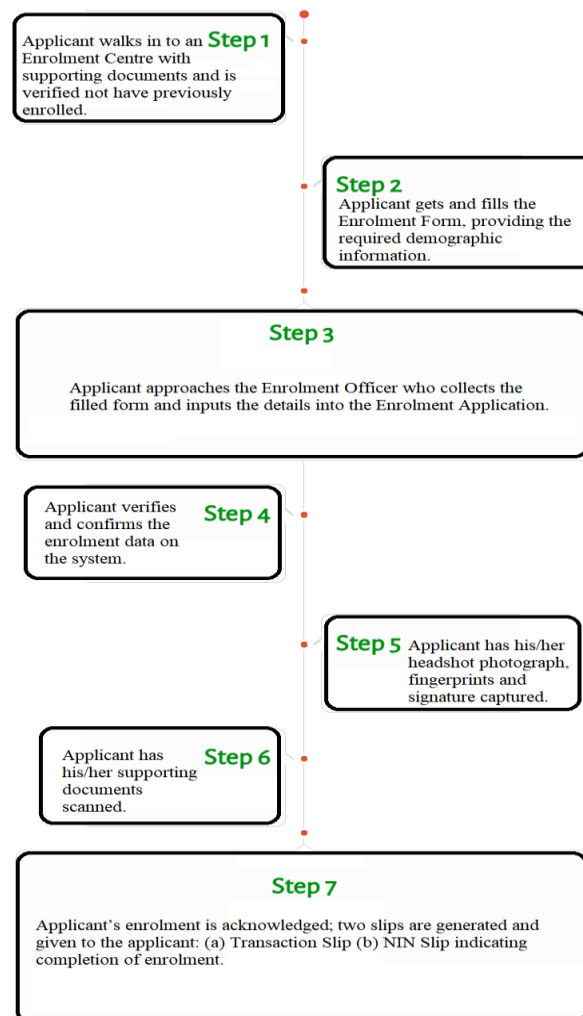 Applicant walks in to an Step 1
Enrolment Centre with
supporting documents and is
verified not have previously
enrolled.
Step 2
Applicant gets and fills the
Enrolment Form, providing the
required demographic
information.
Step 3
Applicant approaches the Enrolment Officer who collects the
filled form and inputs the details into the Enrolment Application.
Applicant verifies
and confirms the Step 4
enrolment data on
the system.
Step 5 Applicant has his/her
headshot photograph,
fingerprints and
signature captured.
Applicant has Step 6
his/her supporting
documents
scanned.
Step 7
Applicant’s enrolment is acknowledged; two slips are generated and
given to the applicant: (a) Transaction Slip (b) NIN Slip indicating
completion of enrolment.